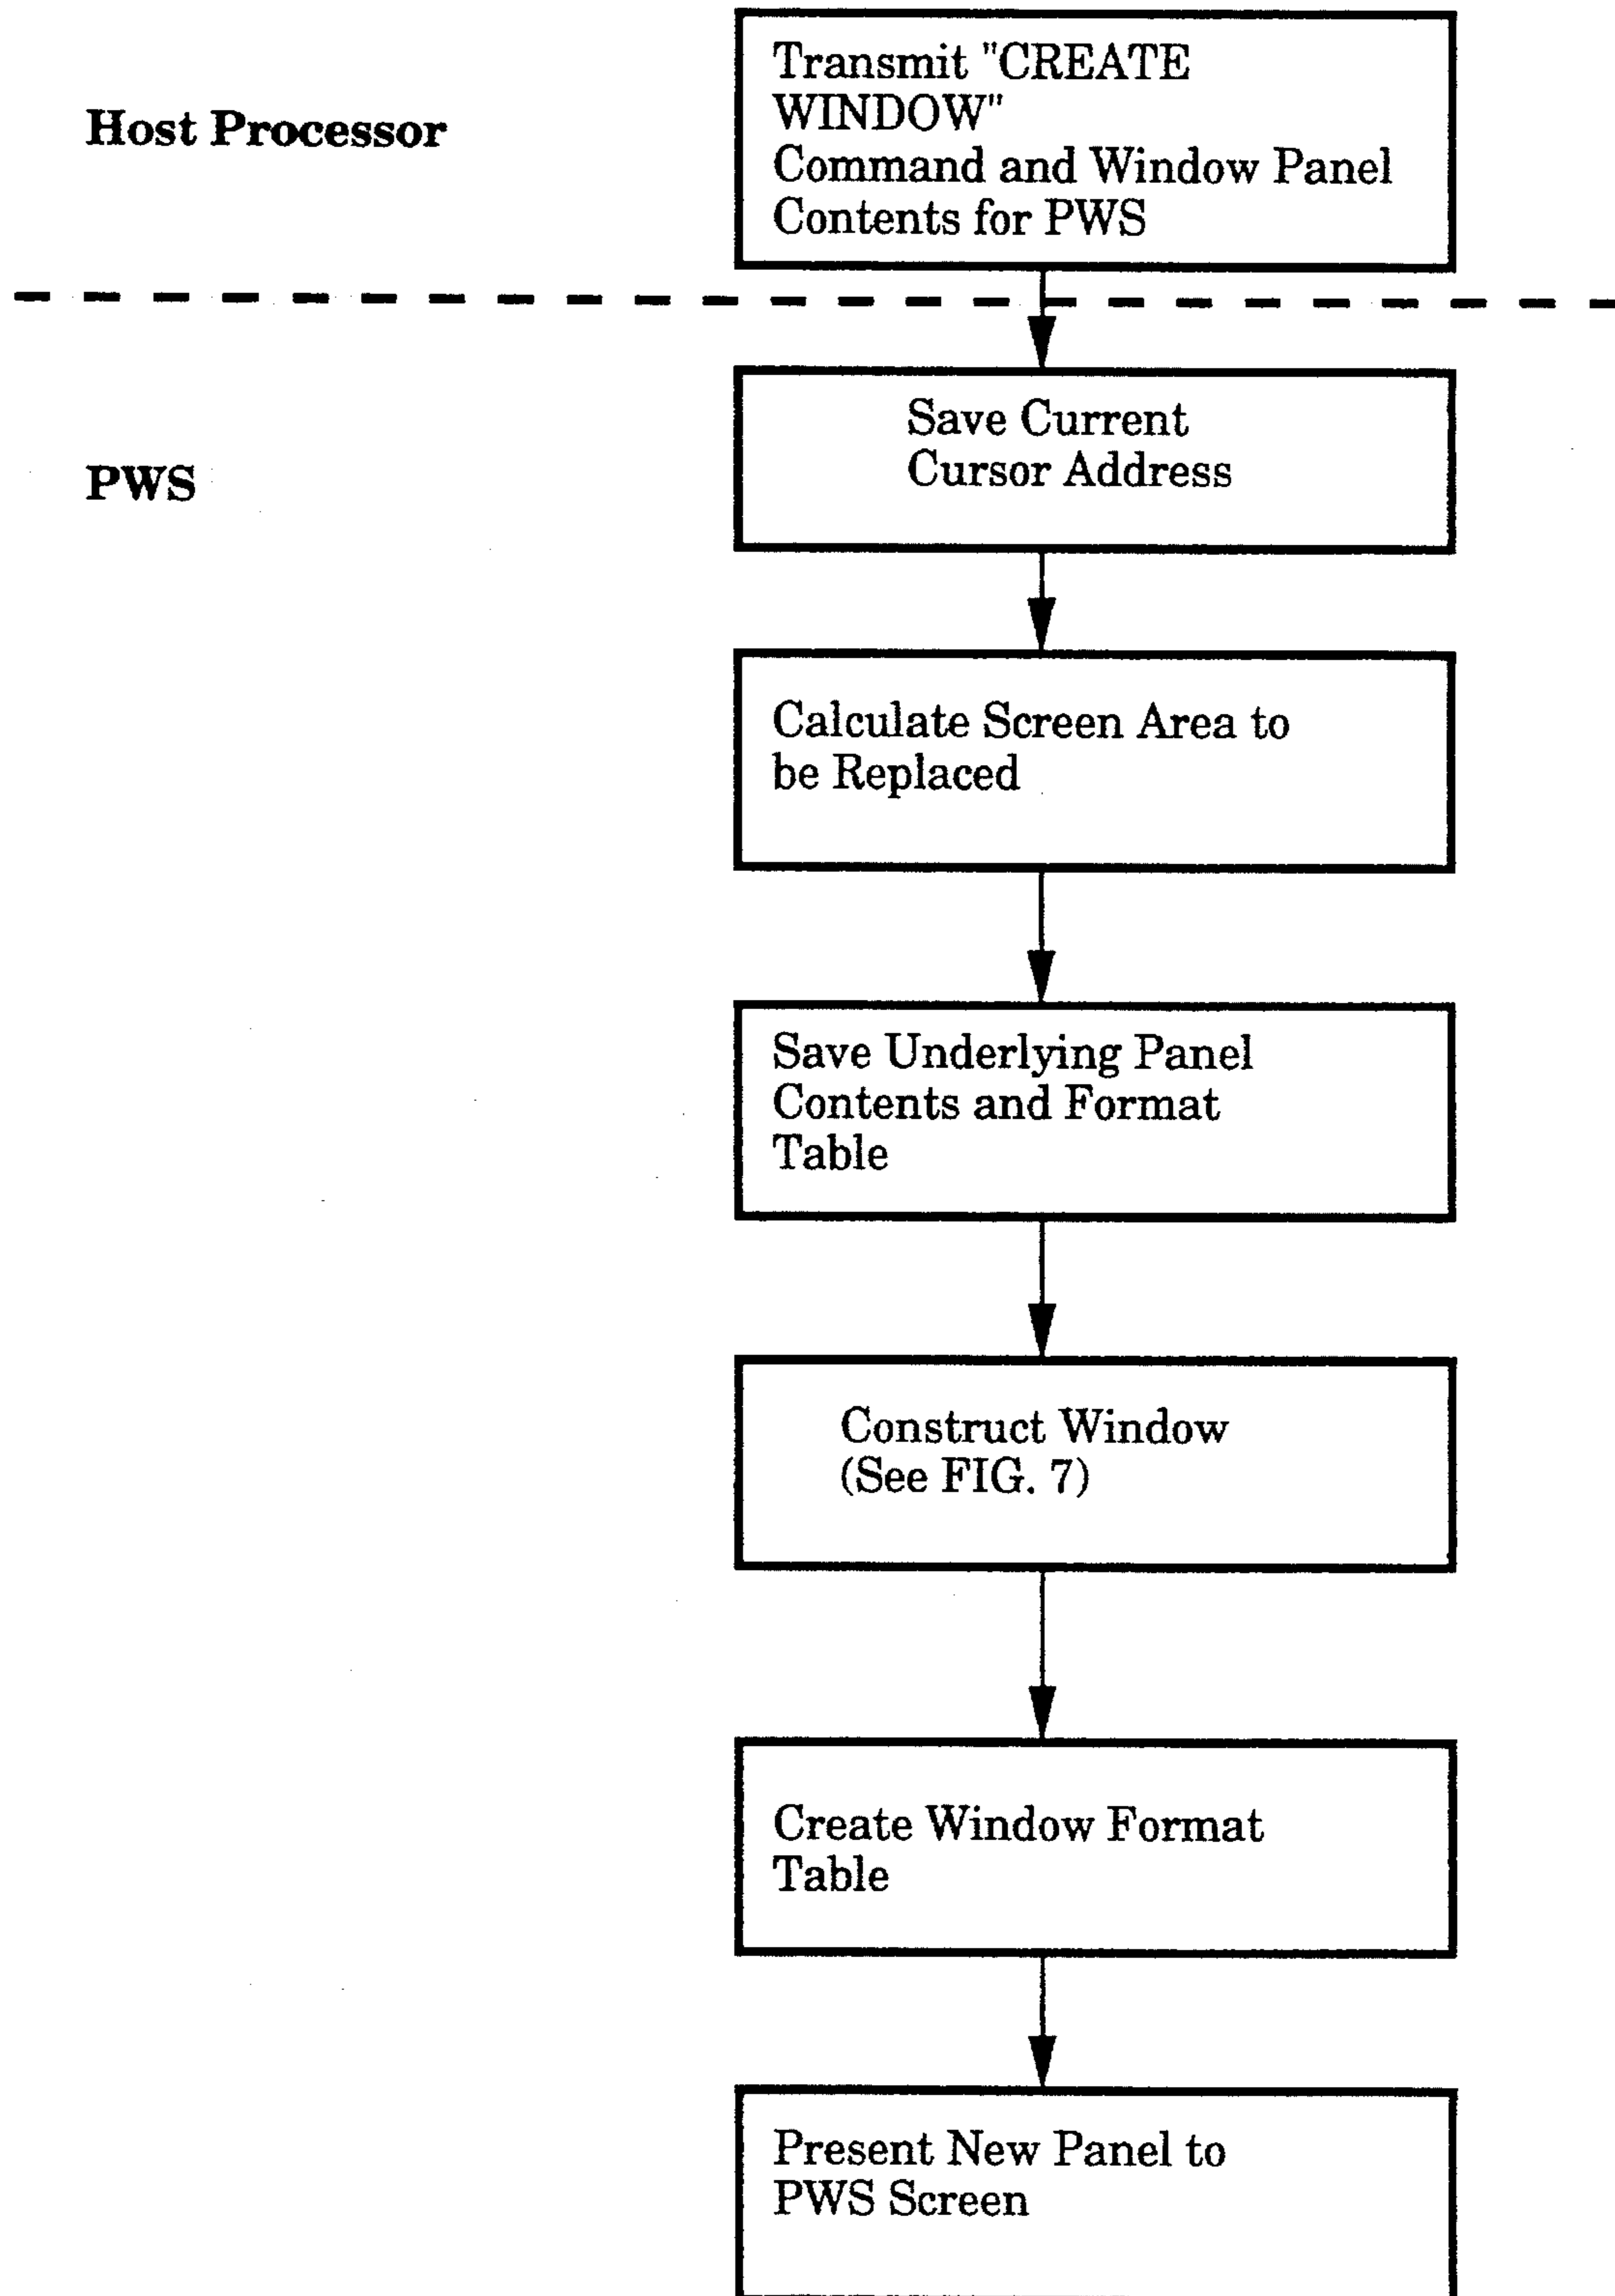 Host Processor
Transmit "CREATE
WINDOW"
Command and Window Panel
Contents for PWS
PWS
Save Current
Cursor Address
Calculate Screen Area to
be Replaced
Save Underlying Panel
Contents and Format
Table
Construct Window
(See FIG. 7)
Create Window Format
Table
Present New Panel to
PWS Screen